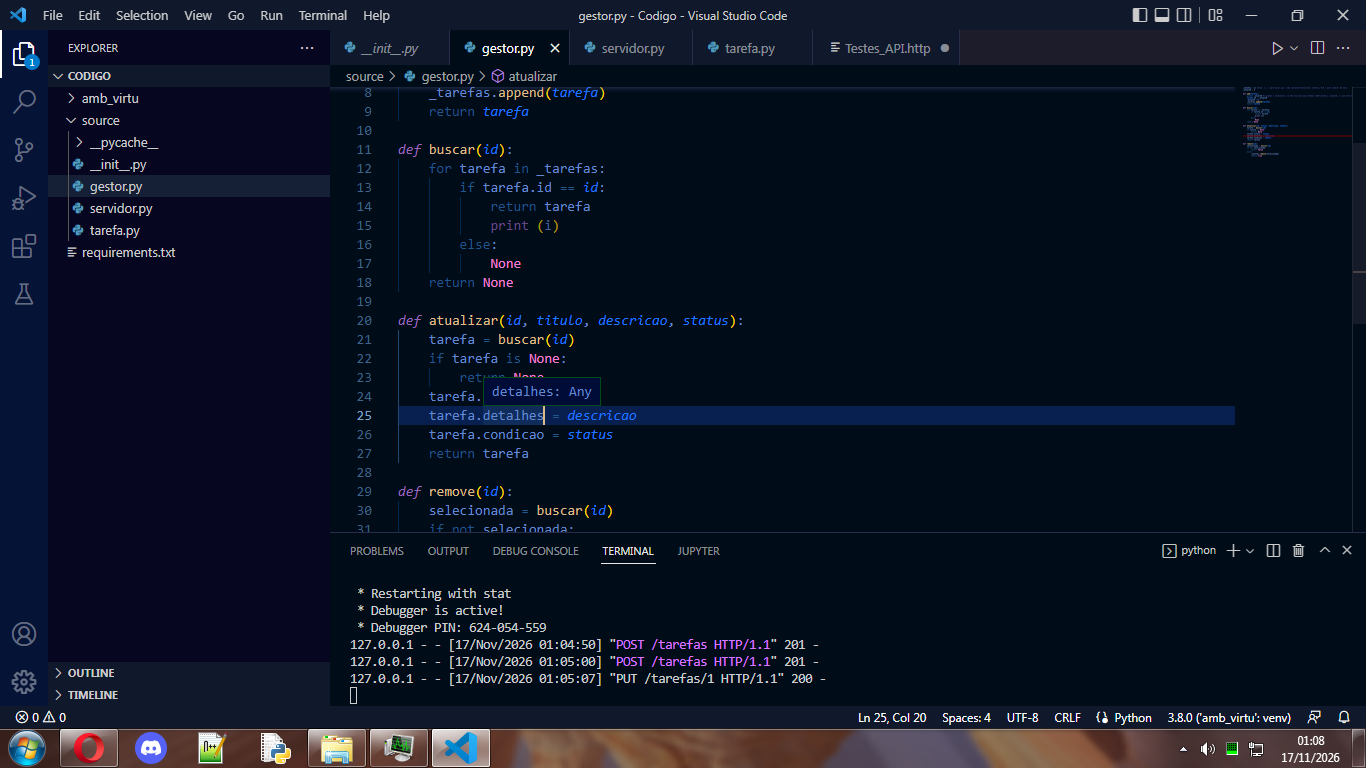 File Edit Selection View Go Run Terminal Help
gestor.py - Codigo - Visual Studio Code
EXPLORER
CODIGO
amb_virtu
source
__pycache__
__init__.py
gestor.py
servidor.py
tarefa.py
requirements.txt
OUTLINE
TIMELINE
1
__init__.py
gestor.py
servidor.py
tarefa.py
Testes_API.http
source > gestor.py > atualizar
8 _tarefas.append(tarefa)
9 return tarefa
10
11 def buscar(id):
12 for tarefa in _tarefas:
13 if tarefa.id == id:
14 return tarefa
15 print (i)
16 else:
17 None
18 return None
19
20 def atualizar(id, titulo, descricao, status):
21 tarefa = buscar(id)
22 if tarefa is None:
23 return None
detalhes: Any
24 tarefa.
25 tarefa.detalhes = descricao
26 tarefa.condicao = status
27 return tarefa
28
29 def remove(id):
30 selecionada = buscar(id)
31 if not selecionada:
PROBLEMS OUTPUT DEBUG CONSOLE TERMINAL JUPYTER
python
* Restarting with stat
* Debugger is active!
* Debugger PIN: 624-054-559
127.0.0.1 - - [17/Nov/2026 01:04:50] "POST /tarefas HTTP/1.1" 201 -
127.0.0.1 - - [17/Nov/2026 01:05:00] "POST /tarefas HTTP/1.1" 201 -
127.0.0.1 - - [17/Nov/2026 01:05:07] "PUT /tarefas/1 HTTP/1.1" 200 -
0 0
Ln 25, Col 20 Spaces: 4 UTF-8 CRLF Python 3.8.0 ('amb_virtu': venv)
01:08
17/11/2026